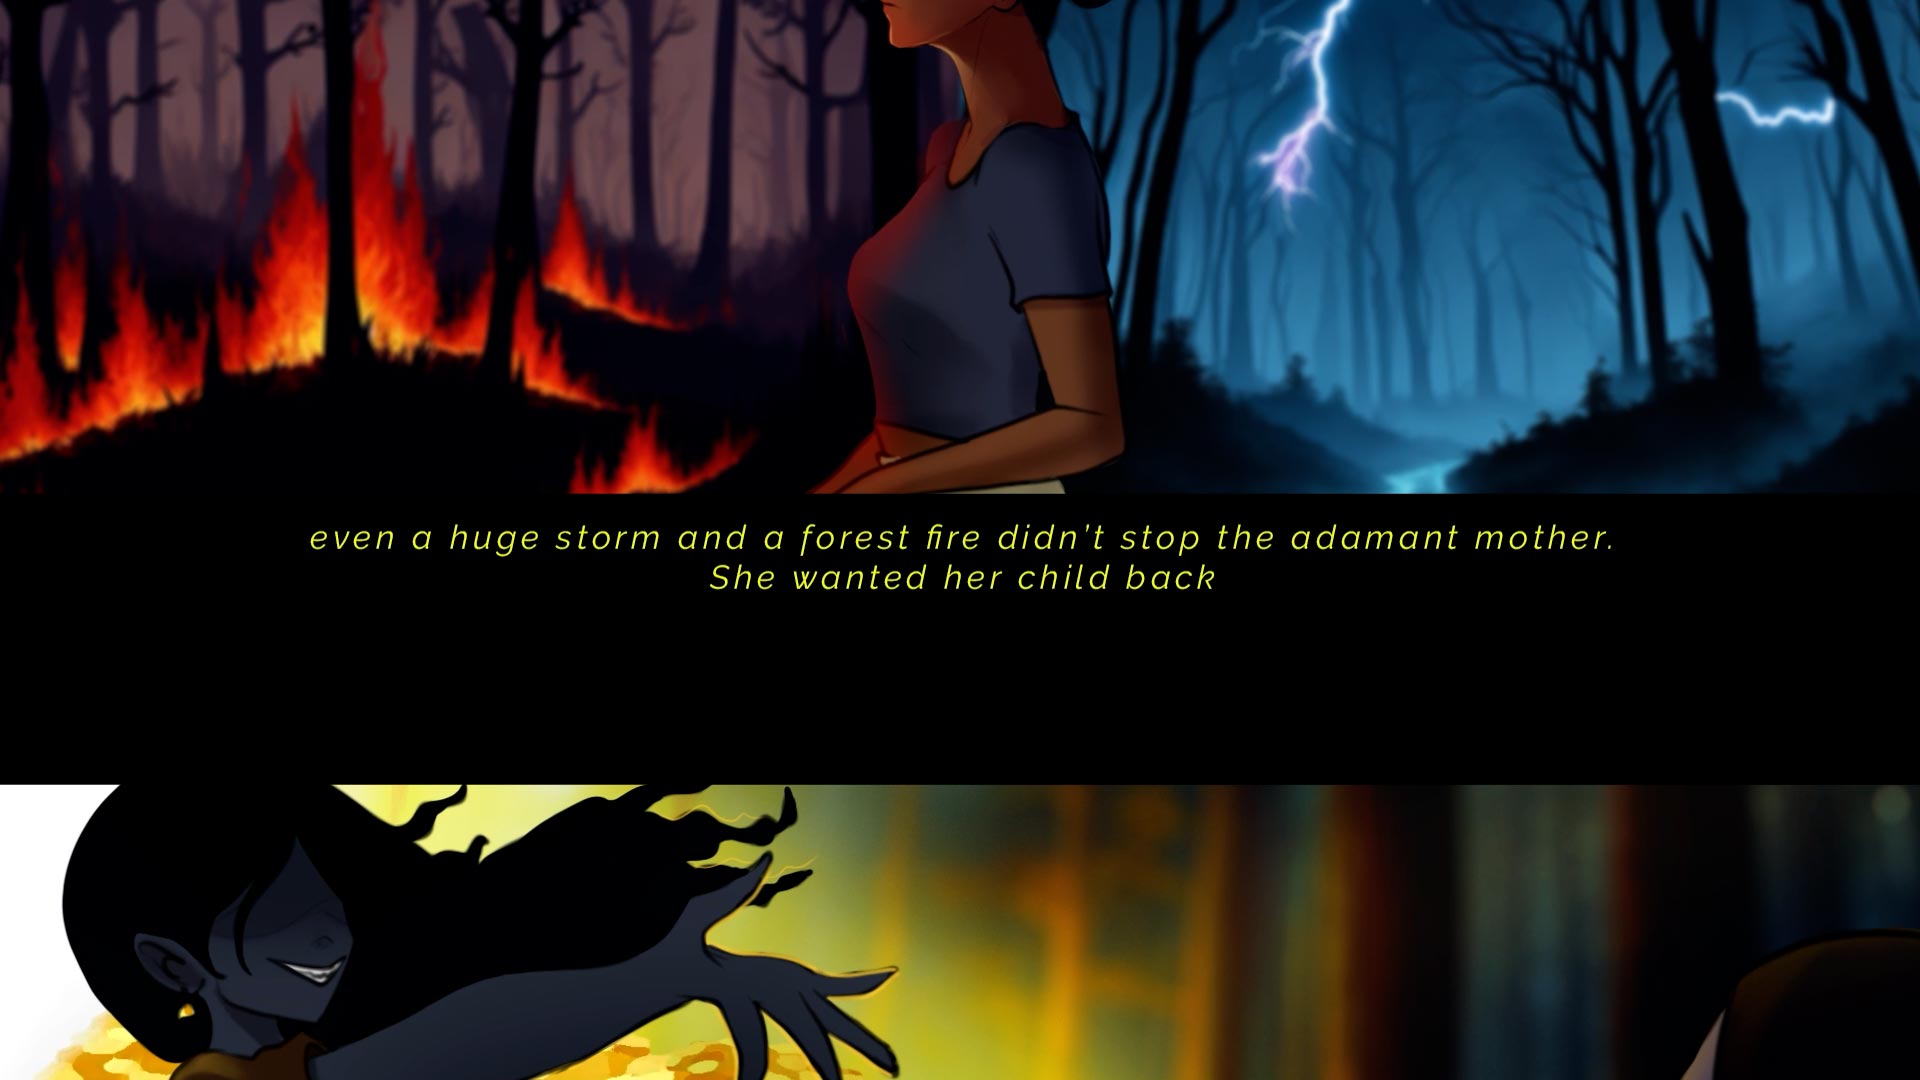 even a huge storm and a forest fire didn't stop the adamant mother.
She wanted her child back